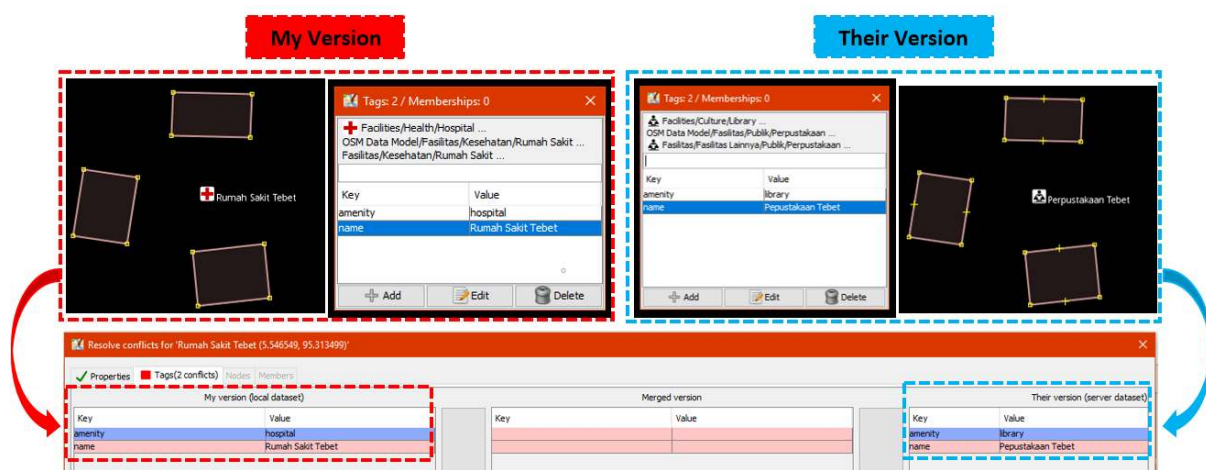 My Version
Their Version
Rumah Sakit Tebet
Tags: 2 / Memberships: 0
Facilities/Health/Hospital ...
OSM Data Model/Fasilitas/Kesehatan/Rumah Sakit ...
Fasilitas/Kesehatan/Rumah Sakit ...
Key Value
amenity hospital
name Rumah Sakit Tebet
Add Edit Delete
Tags: 2 / Memberships: 0
Facilities/Culture/Library ...
OSM Data Model/Fasilitas/Publik/Perpustakaan ...
Fasilitas/Fasilitas Lainnya/Publik/Perpustakaan ...
Key Value
amenity library
name Pepustakaan Tebet
Add Edit Delete
Perpustakaan Tebet
Resolve conflicts for 'Rumah Sakit Tebet (5.546549, 95.313499)'
Properties Tags(2 conflicts) Nodes Members
My version (local dataset) Merged version Their version (server dataset)
Key Value Key Value Key Value
amenity hospital amenity library
name Rumah Sakit Tebet name Pepustakaan Tebet